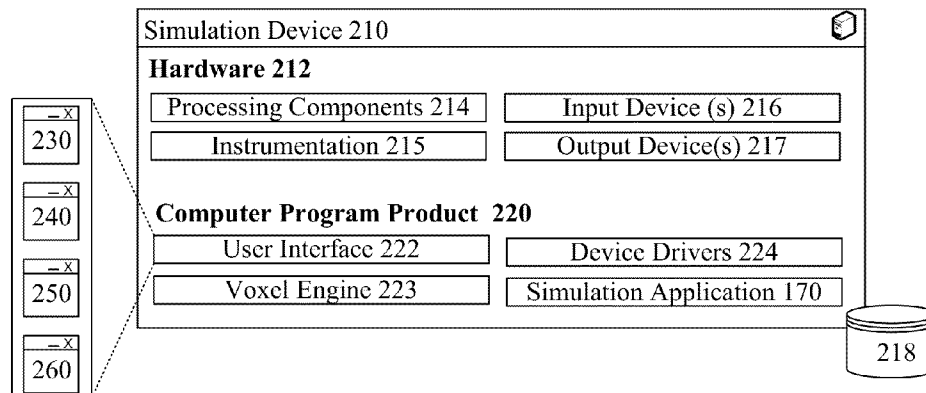 Simulation Device 210
Hardware 212
Processing Components 214
Input Device (s) 216
Instrumentation 215
Output Device(s) 217
Computer Program Product 220
User Interface 222
Device Drivers 224
Voxel Engine 223
Simulation Application 170
218
_ X
230
_ X
240
_ X
250
_ X
260